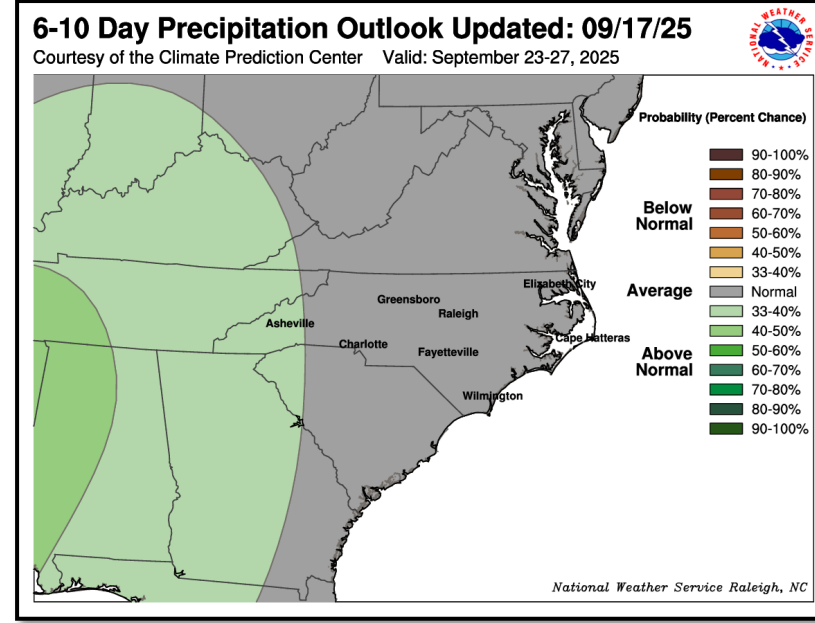 6-10 Day Precipitation Outlook Updated: 09/17/25
Courtesy of the Climate Prediction Center Valid: September 23-27, 2025
NATIONAL WEATHER SERVICE
Probability (Percent Chance)
90-100%
80-90%
70-80%
Below
Normal
60-70%
50-60%
40-50%
33-40%
Average
Normal
33-40%
40-50%
Above
Normal
50-60%
60-70%
70-80%
80-90%
90-100%
Elizabeth City
Greensboro
Raleigh
Asheville
Cape Hatteras
Charlotte
Fayetteville
Wilmington
National Weather Service Raleigh, NC